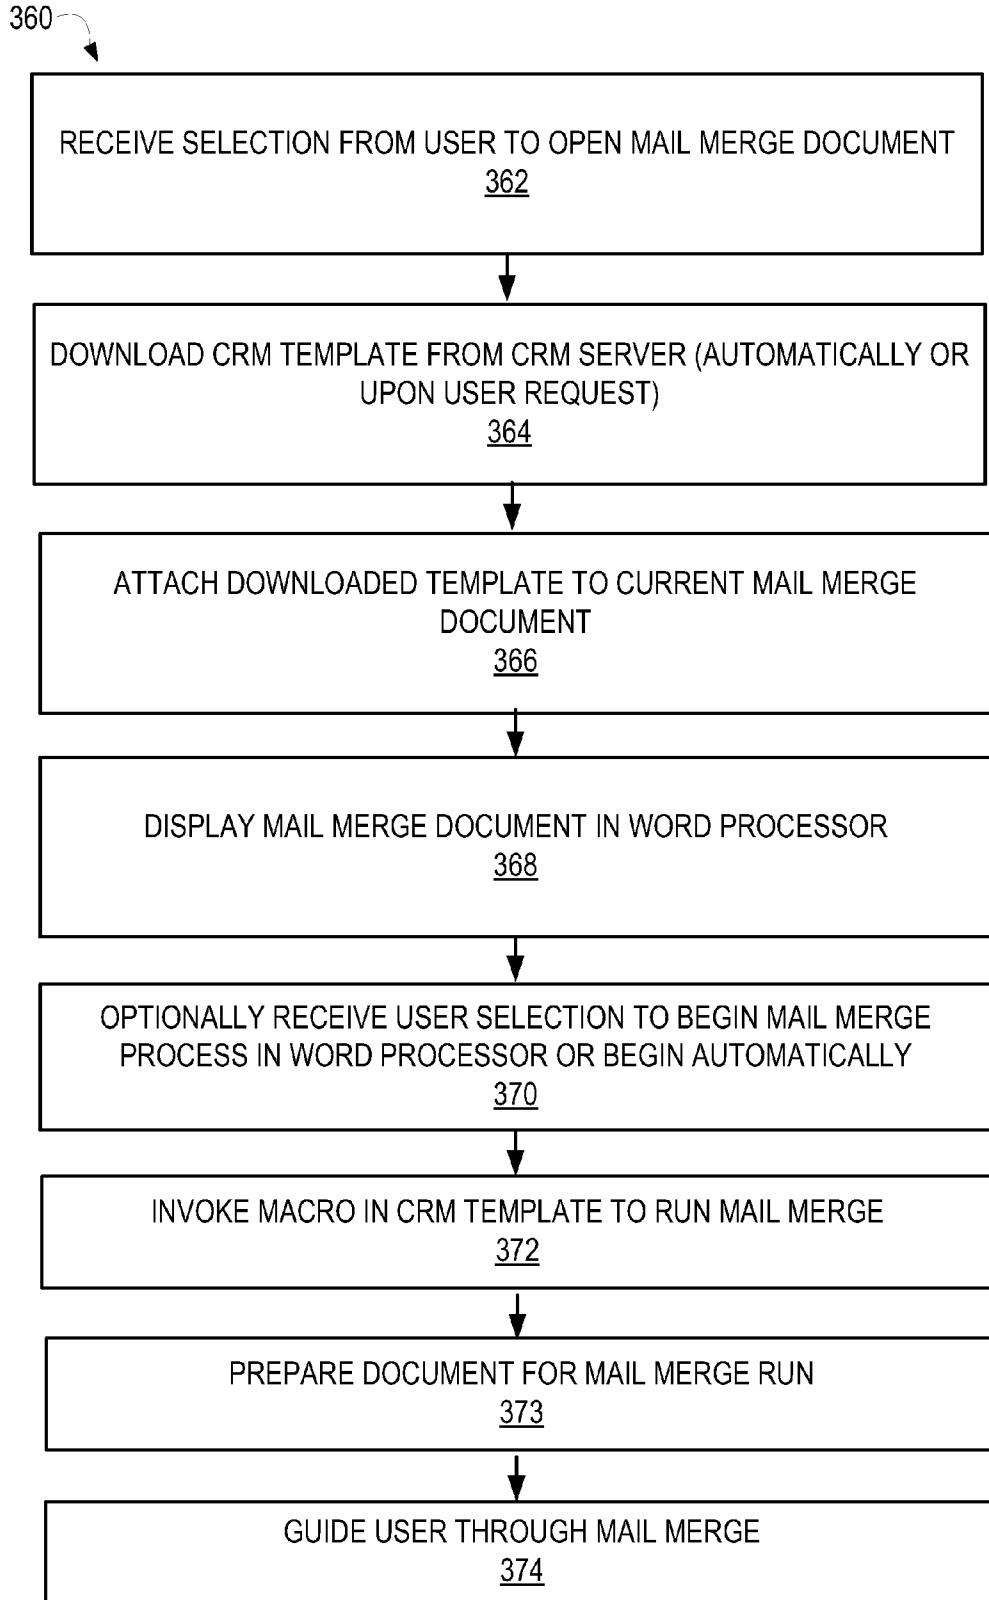 360
RECEIVE SELECTION FROM USER TO OPEN MAIL MERGE DOCUMENT
362
DOWNLOAD CRM TEMPLATE FROM CRM SERVER (AUTOMATICALLY OR
UPON USER REQUEST)
364
ATTACH DOWNLOADED TEMPLATE TO CURRENT MAIL MERGE
DOCUMENT
366
DISPLAY MAIL MERGE DOCUMENT IN WORD PROCESSOR
368
OPTIONALLY RECEIVE USER SELECTION TO BEGIN MAIL MERGE
PROCESS IN WORD PROCESSOR OR BEGIN AUTOMATICALLY
370
INVOKE MACRO IN CRM TEMPLATE TO RUN MAIL MERGE
372
PREPARE DOCUMENT FOR MAIL MERGE RUN
373
GUIDE USER THROUGH MAIL MERGE
374